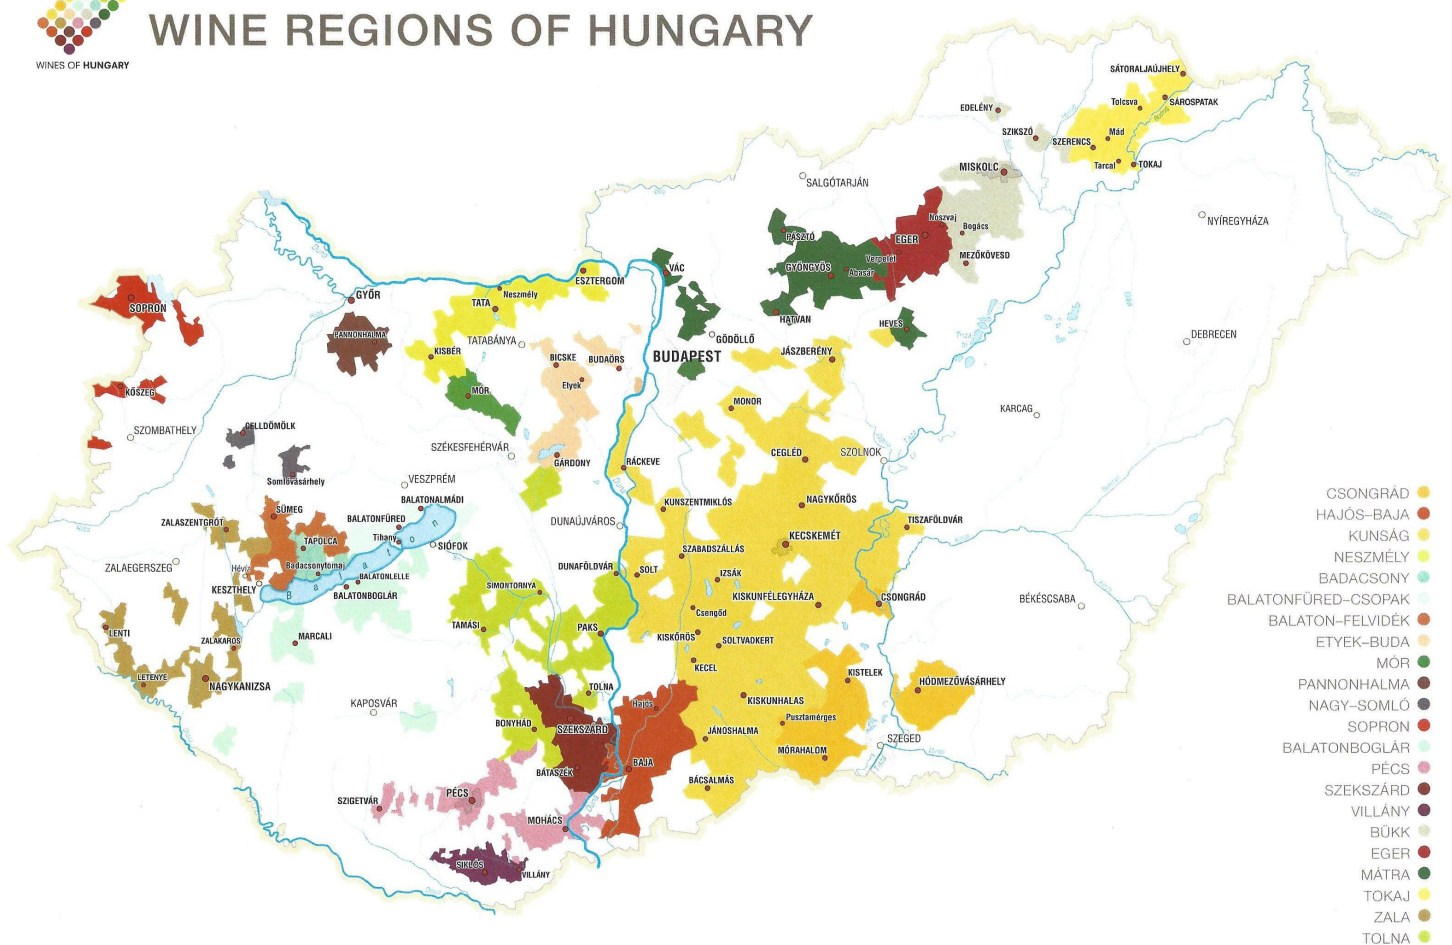 WINE REGIONS OF HUNGARY
WINES OF HUNGARY
SÁTORALJAÚJHELY
SÁROSPATAK
Tolcsva
EDELÉNY
SZIKSZÓ
SZERENCS
Mád
Tarcal
TOKAJ
MISKOLC
SALGÓTARJÁN
NYÍREGYHÁZA
Noszvaj
Bogács
EGER
PÁSZTÓ
Verpelét
MEZŐKÖVESD
GYÖNGYÖS
Abasár
VÁC
ESZTERGOM
HATVAN
HEVES
GYŐR
Neszmély
TATA
SOPRON
PANNONHALMA
TATABÁNYA
GÖDÖLLŐ
DEBRECEN
KISBÉR
BICSKE
BUDAÖRS
BUDAPEST
JÁSZBERÉNY
Etyek
MÓR
KŐSZEG
MONOR
KARCAG
SZOMBATHELY
CELLDÖMÖLK
SZÉKESFEHÉRVÁR
GÁRDONY
RÁCKEVE
CEGLÉD
SZOLNOK
Somlóvásárhely
VESZPRÉM
BALATONALMÁDI
KUNSZENTMIKLÓS
NAGYKŐRÖS
SÜMEG
ZALASZENTGRÓT
BALATONFÜRED
DUNAÚJVÁROS
TISZAFÖLDVÁR
TAPOLCA
Tihany
SIÓFOK
KECSKEMÉT
SZABADSZÁLLÁS
ZALAEGERSZEG
Hévíz
Badacsonytomaj
BALATONLELLE
DUNAFÖLDVÁR
SOLT
IZSÁK
KESZTHELY
Balaton
BALATONBOGLÁR
SIMONTORNYA
KISKUNFÉLEGYHÁZA
CSONGRÁD
BÉKÉSCSABA
Csengőd
LENTI
ZALAKAROS
MARCALI
TAMÁSI
PAKS
KISKŐRÖS
SOLTVADKERT
KECEL
LETENYE
NAGYKANIZSA
KISTELEK
HÓDMEZŐVÁSÁRHELY
TOLNA
KAPOSVÁR
Hajós
KISKUNHALAS
BONYHÁD
SZEKSZÁRD
Pusztamérges
JÁNOSHALMA
SZEGED
MÓRAHALOM
BÁTASZÉK
BAJA
BÁCSALMÁS
SZIGETVÁR
PÉCS
MOHÁCS
SIKLÓS
VILLÁNY
CSONGRÁD
HAJÓS–BAJA
KUNSÁG
NESZMÉLY
BADACSONY
BALATONFÜRED–CSOPAK
BALATON–FELVIDÉK
ETYEK–BUDA
MÓR
PANNONHALMA
NAGY–SOMLÓ
SOPRON
BALATONBOGLÁR
PÉCS
SZEKSZÁRD
VILLÁNY
BÜKK
EGER
MÁTRA
TOKAJ
ZALA
TOLNA